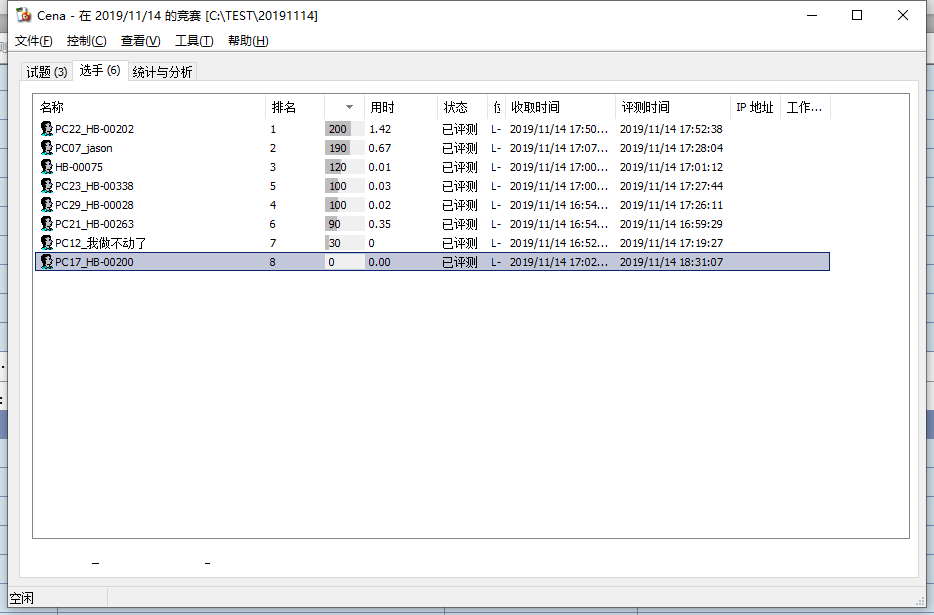 Cena - 在 2019/11/14 的竞赛 [C:\TEST\20191114]
文件(F) 控制(C) 查看(V) 工具(T) 帮助(H)
试题 (3) 选手 (6) 统计与分析
名称 排名 用时 状态 收取时间 评测时间 IP 地址 工作...
PC22_HB-00202 1 200 1.42 已评测 L- 2019/11/14 17:50... 2019/11/14 17:52:38
PC07_jason 2 190 0.67 已评测 L- 2019/11/14 17:07... 2019/11/14 17:28:04
HB-00075 3 120 0.01 已评测 L- 2019/11/14 17:00... 2019/11/14 17:01:12
PC23_HB-00338 5 100 0.03 已评测 L- 2019/11/14 17:00... 2019/11/14 17:27:44
PC29_HB-00028 4 100 0.02 已评测 L- 2019/11/14 16:54... 2019/11/14 17:26:11
PC21_HB-00263 6 90 0.35 已评测 L- 2019/11/14 16:54... 2019/11/14 16:59:29
PC12_我做不动了 7 30 0 已评测 L- 2019/11/14 16:52... 2019/11/14 17:19:27
PC17_HB-00200 8 0 0.00 已评测 L- 2019/11/14 17:02... 2019/11/14 18:31:07
空闲